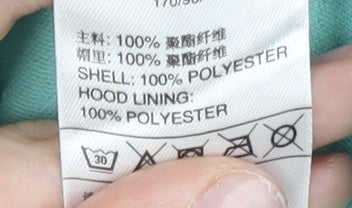 主料: 100% 聚酯纤维
帽里: 100% 聚酯纤维
SHELL: 100% POLYESTER
HOOD LINING:
100% POLYESTER
30